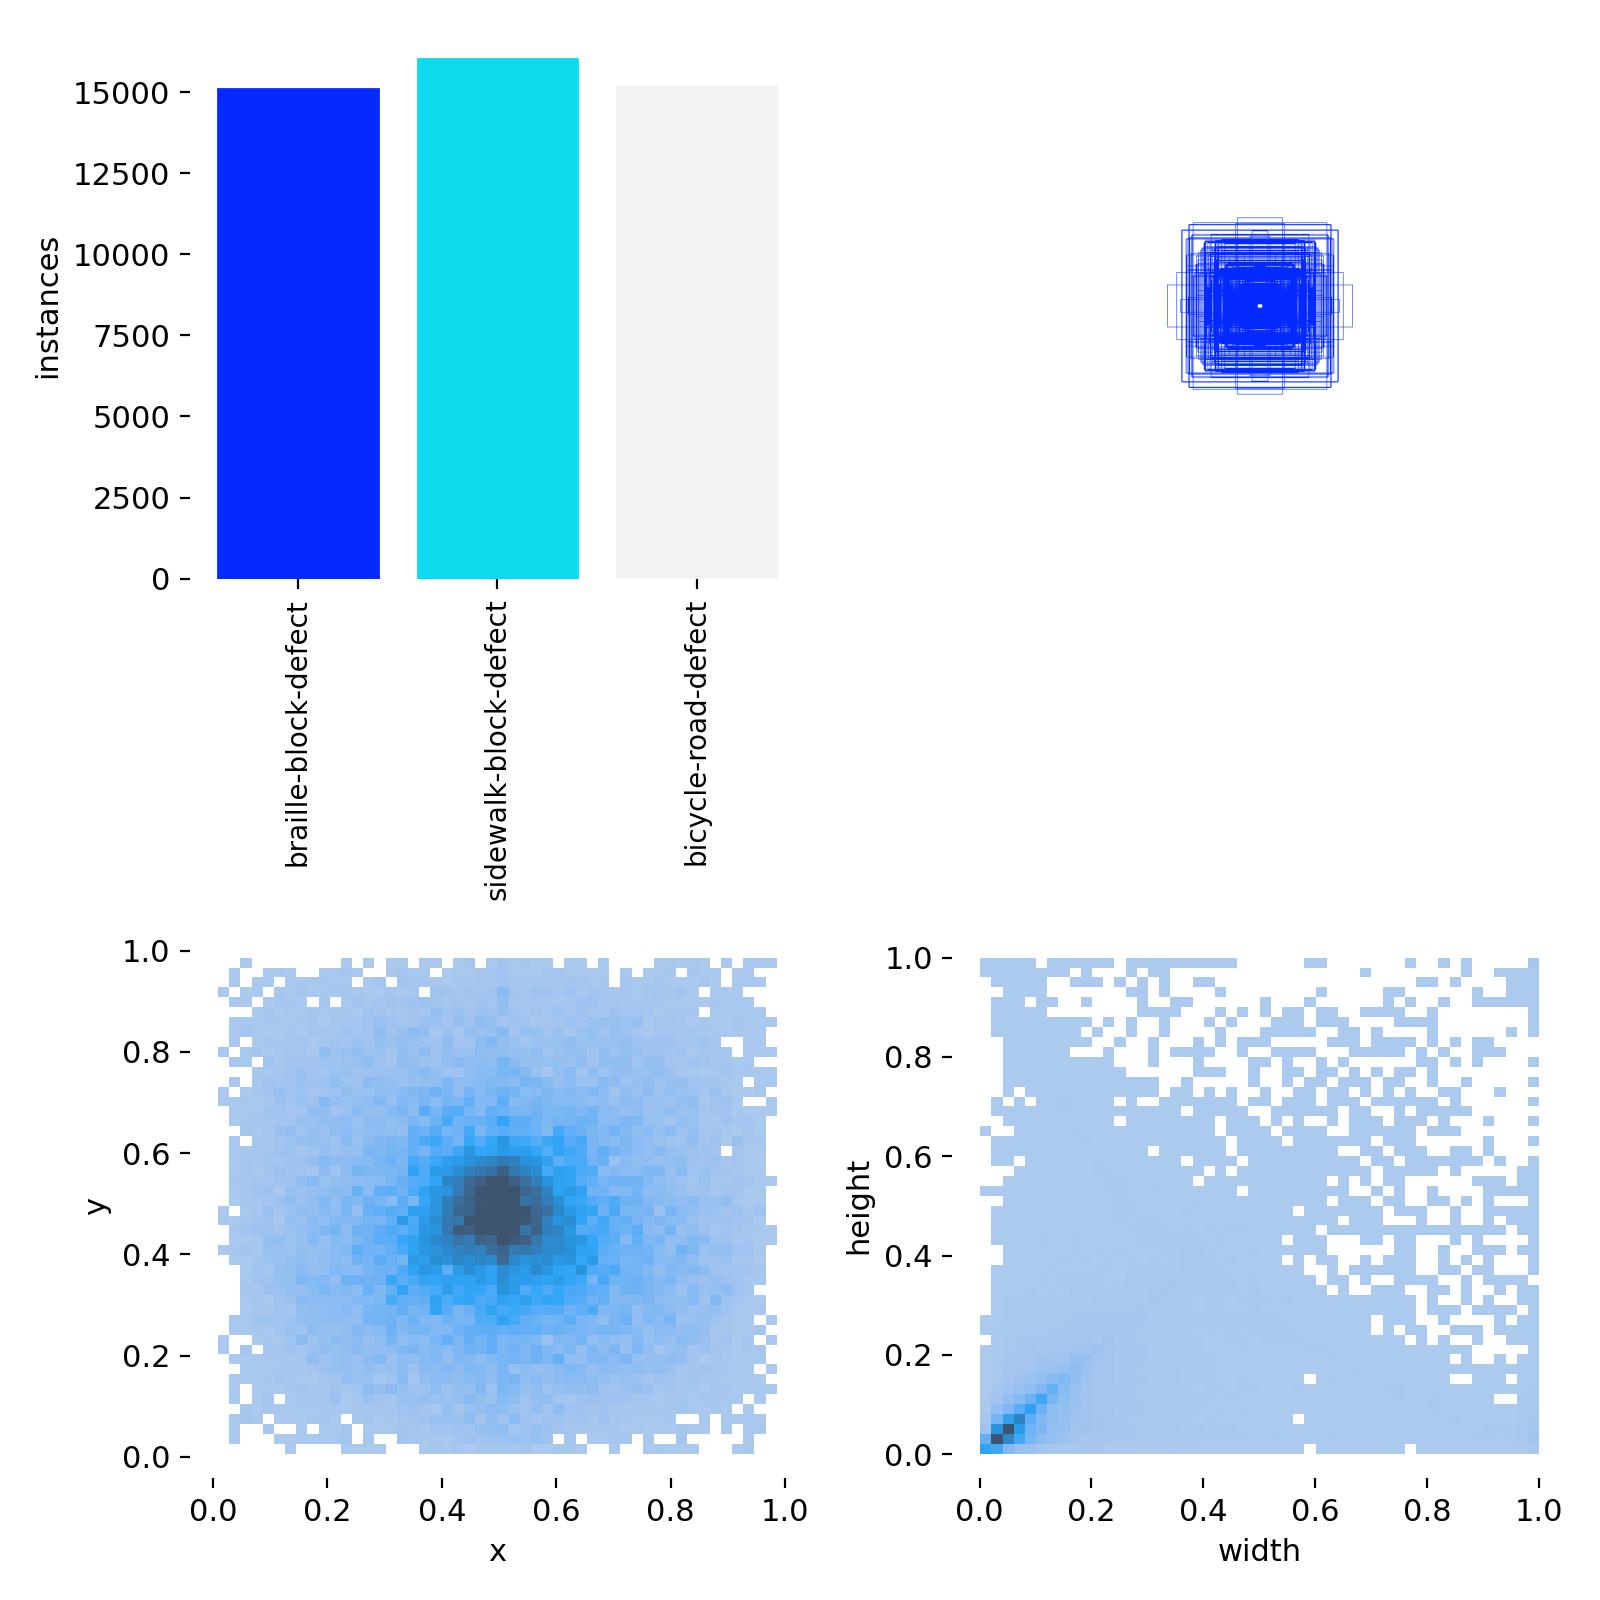 instances
15000
12500
10000
7500
5000
2500
0
braille-block-defect
sidewalk-block-defect
bicycle-road-defect
y
1.0
0.8
0.6
0.4
0.2
0.0
0.0 0.2 0.4 0.6 0.8 1.0
x
height
1.0
0.8
0.6
0.4
0.2
0.0
0.0 0.2 0.4 0.6 0.8 1.0
width